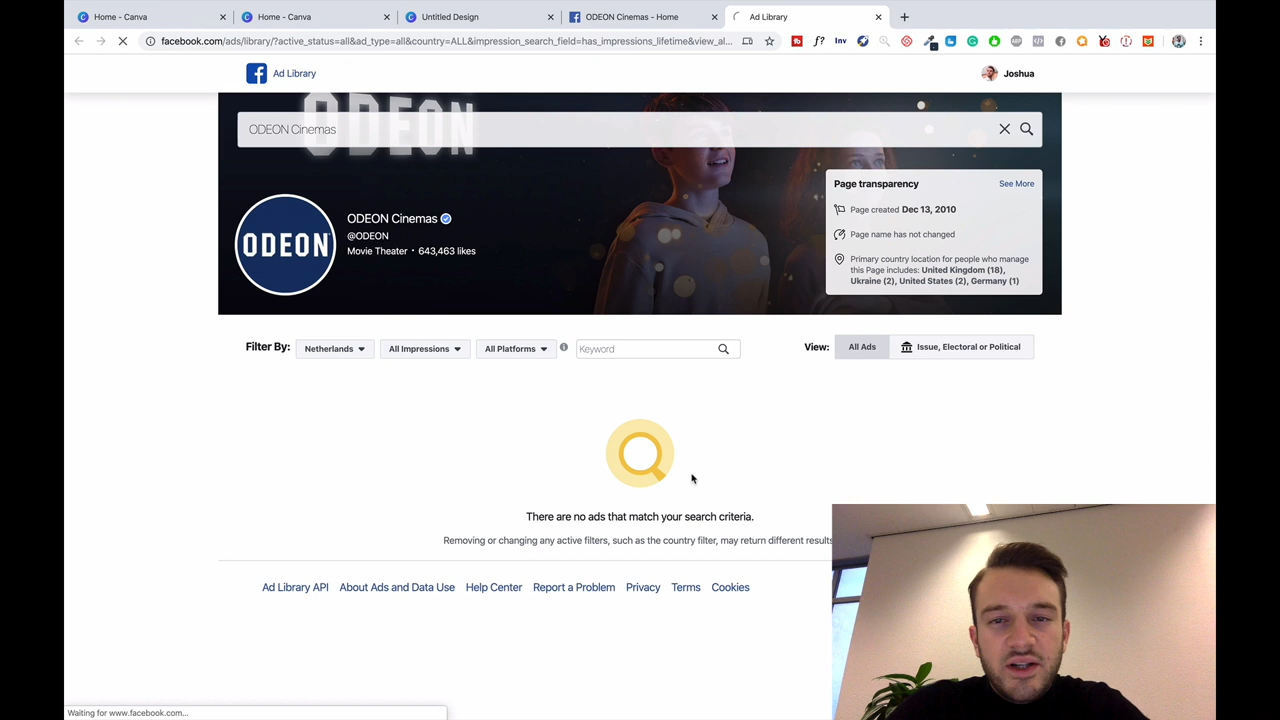 Home - Canva
Home - Canva
Untitled Design
ODEON Cinemas - Home
Ad Library
facebook.com/ads/library/?active_status=all&ad_type=all&country=ALL&impression_search_field=has_impressions_lifetime&view_al...
f?
Inv
Ad Library
Joshua
ODEON
ODEON Cinemas
Page transparency
See More
Page created Dec 13, 2010
Page name has not changed
Primary country location for people who manage
this Page includes: United Kingdom (18),
Ukraine (2), United States (2), Germany (1)
ODEON
ODEON Cinemas
@ODEON
Movie Theater · 643,463 likes
Filter By:
Netherlands
All Impressions
All Platforms
Keyword
View:
All Ads
Issue, Electoral or Political
There are no ads that match your search criteria.
Removing or changing any active filters, such as the country filter, may return different results
Ad Library API
About Ads and Data Use
Help Center
Report a Problem
Privacy
Terms
Cookies
Waiting for www.facebook.com...